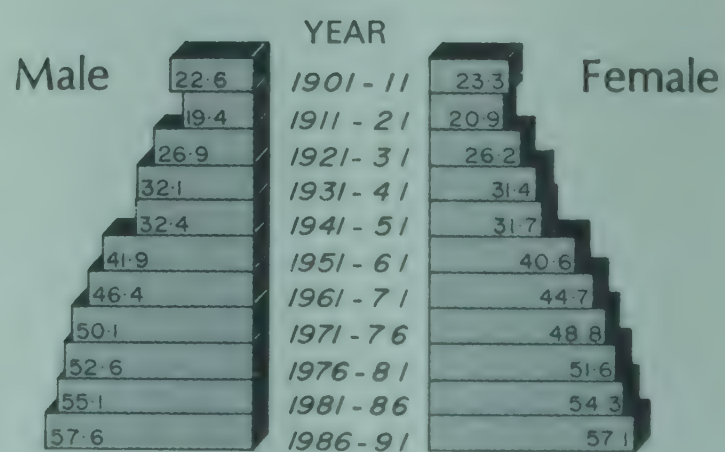 YEAR
Male Female
22·6 1901-11 23·3
19·4 1911-21 20·9
26·9 1921-31 26·2
32·1 1931-41 31·4
32·4 1941-51 31·7
41·9 1951-61 40·6
46·4 1961-71 44·7
50·1 1971-76 48·8
52·6 1976-81 51·6
55·1 1981-86 54·3
57·6 1986-91 57·1